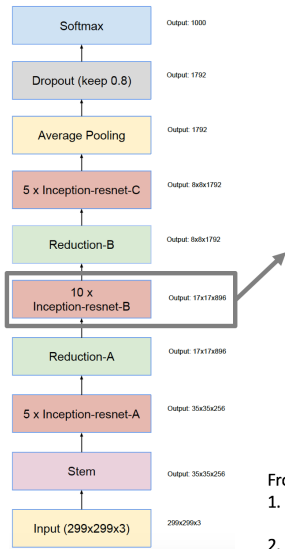 Softmax
Output: 1000
Dropout (keep 0.8)
Output: 1792
Average Pooling
Output: 1792
5 x Inception-resnet-C
Output: 8x8x1792
Reduction-B
Output: 8x8x1792
10 x
Inception-resnet-B
Output: 17x17x896
Reduction-A
Output: 17x17x896
5 x Inception-resnet-A
Output: 35x35x256
Stem
Output: 35x35x256
Input (299x299x3)
299x299x3
1.
2.